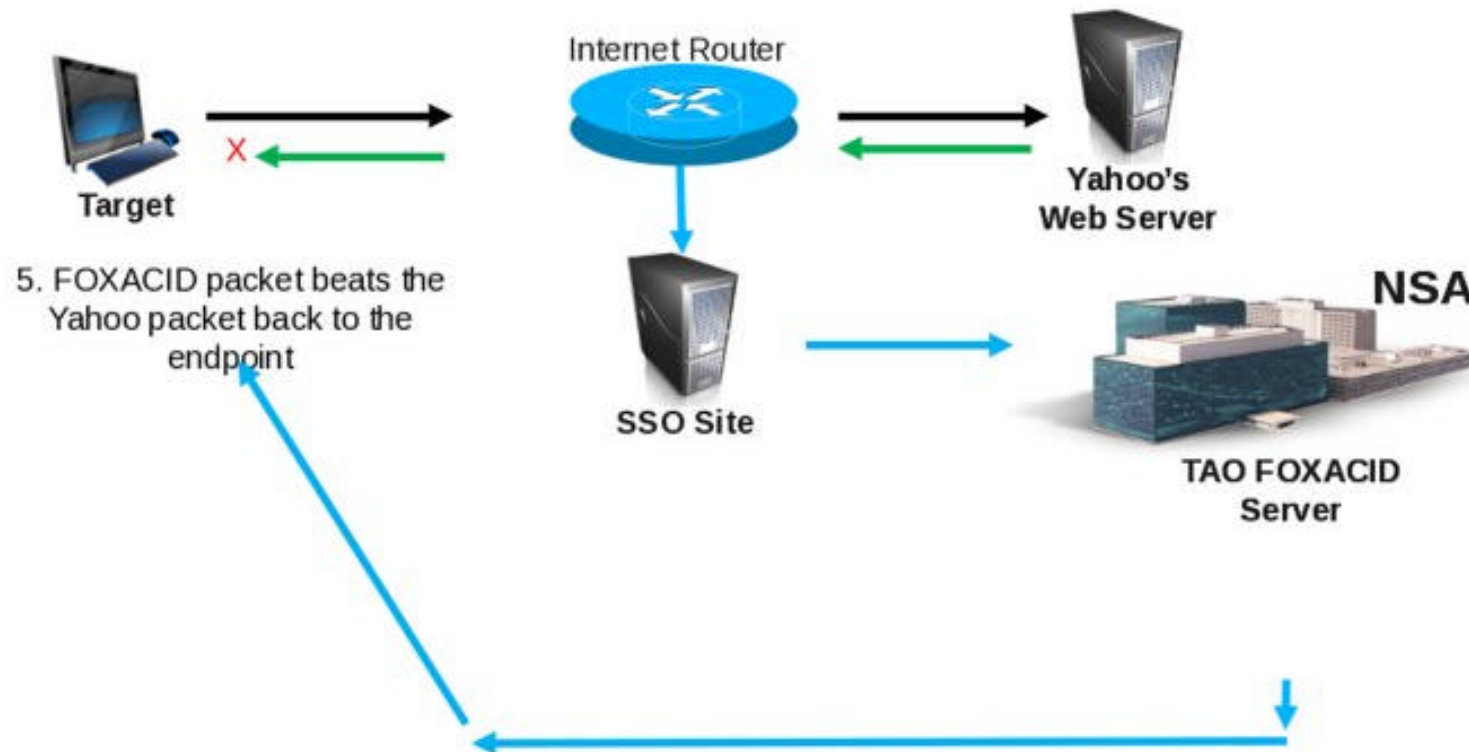 Internet Router
X
Target
Yahoo's
Web Server
5. FOXACID packet beats the
Yahoo packet back to the
endpoint
SSO Site
NSA
TAO FOXACID
Server